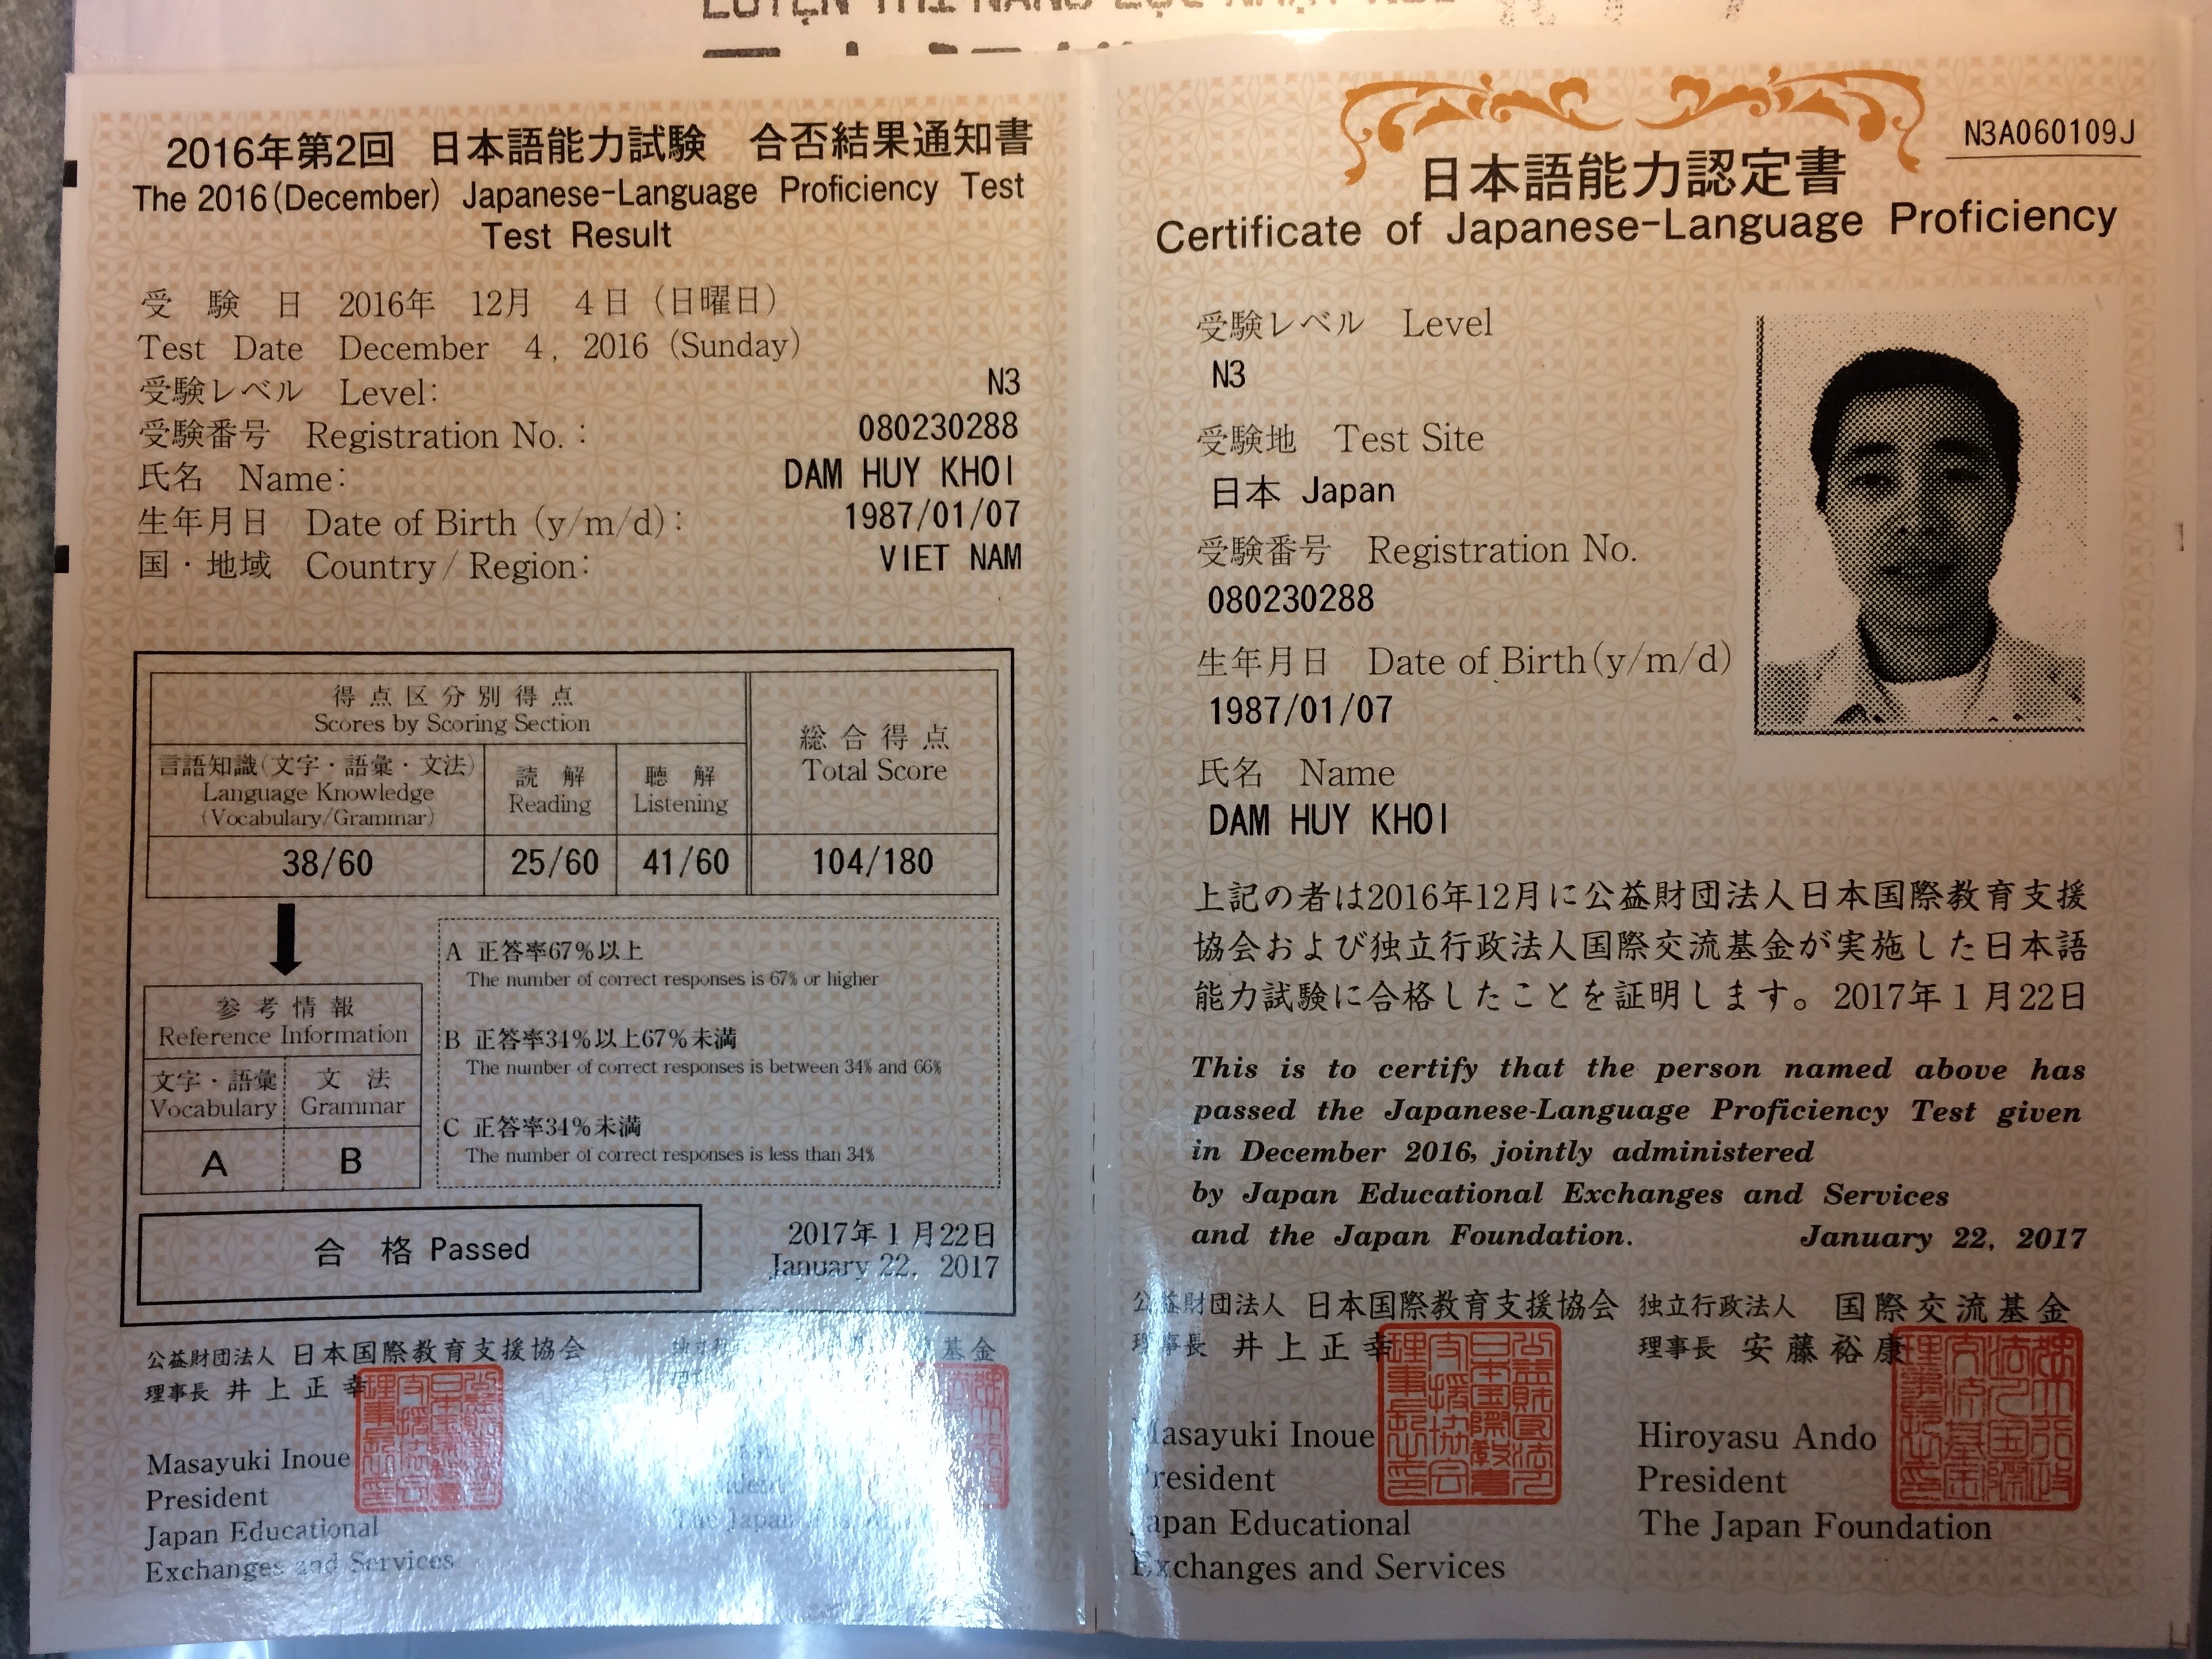 2016年第2回 日本語能力試験 合否結果通知書
The 2016(December) Japanese-Language Proficiency Test
Test Result
受 験 日 2016年 12月 4日 (日曜日)
Test Date December 4, 2016 (Sunday)
受験レベル Level: N3
受験番号 Registration No.: 080230288
氏名 Name: DAM HUY KHOI
生年月日 Date of Birth (y/m/d): 1987/01/07
国・地域 Country/Region: VIET NAM
得点区分別得点
Scores by Scoring Section
総合得点
Total Score
言語知識(文字・語彙・文法)
Language Knowledge
(Vocabulary/Grammar)
読 解
Reading
聴 解
Listening
38/60 25/60 41/60 104/180
A 正答率67%以上
The number of correct responses is 67% or higher
B 正答率34%以上67%未満
The number of correct responses is between 34% and 66%
C 正答率34%未満
The number of correct responses is less than 34%
参考情報
Reference Information
文字・語彙 文 法
Vocabulary Grammar
A B
合 格 Passed
2017年1月22日
January 22, 2017
公益財団法人 日本国際教育支援協会
理事長 井上正幸
Masayuki Inoue
President
Japan Educational
Exchanges and Services
基金
The Japan
N3A060109J
日本語能力認定書
Certificate of Japanese-Language Proficiency
受験レベル Level
N3
受験地 Test Site
日本 Japan
受験番号 Registration No.
080230288
生年月日 Date of Birth(y/m/d)
1987/01/07
氏名 Name
DAM HUY KHOI
上記の者は2016年12月に公益財団法人日本国際教育支援
協会および独立行政法人国際交流基金が実施した日本語
能力試験に合格したことを証明します。2017年1月22日
This is to certify that the person named above has
passed the Japanese-Language Proficiency Test given
in December 2016, jointly administered
by Japan Educational Exchanges and Services
and the Japan Foundation. January 22, 2017
公益財団法人 日本国際教育支援協会
理事長 井上正幸
Masayuki Inoue
President
Japan Educational
Exchanges and Services
独立行政法人 国際交流基金
理事長 安藤裕康
Hiroyasu Ando
President
The Japan Foundation